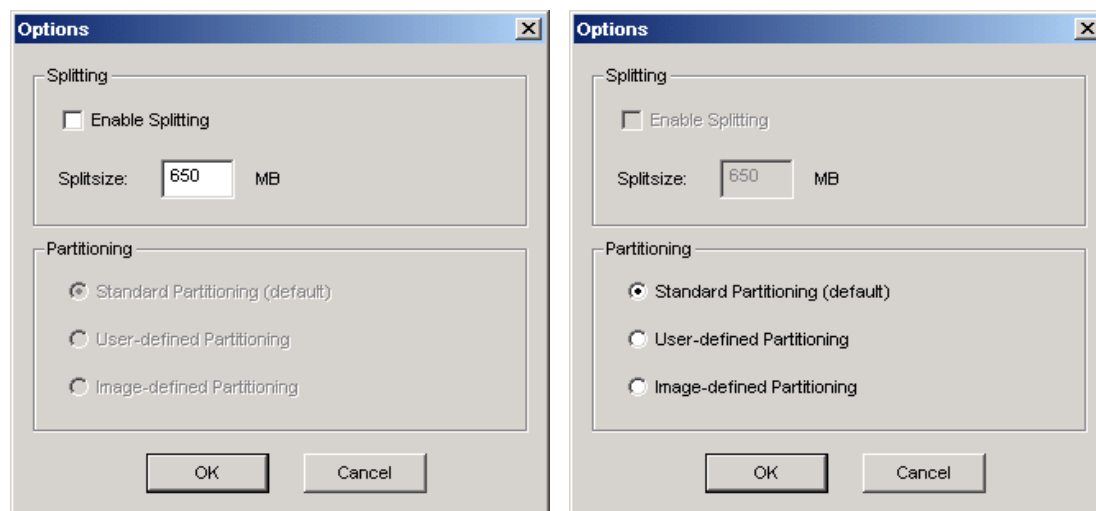 Options
Splitting
Enable Splitting
Splitsize: 650 MB
Partitioning
Standard Partitioning (default)
User-defined Partitioning
Image-defined Partitioning
OK Cancel
Options
Splitting
Enable Splitting
Splitsize: 650 MB
Partitioning
Standard Partitioning (default)
User-defined Partitioning
Image-defined Partitioning
OK Cancel